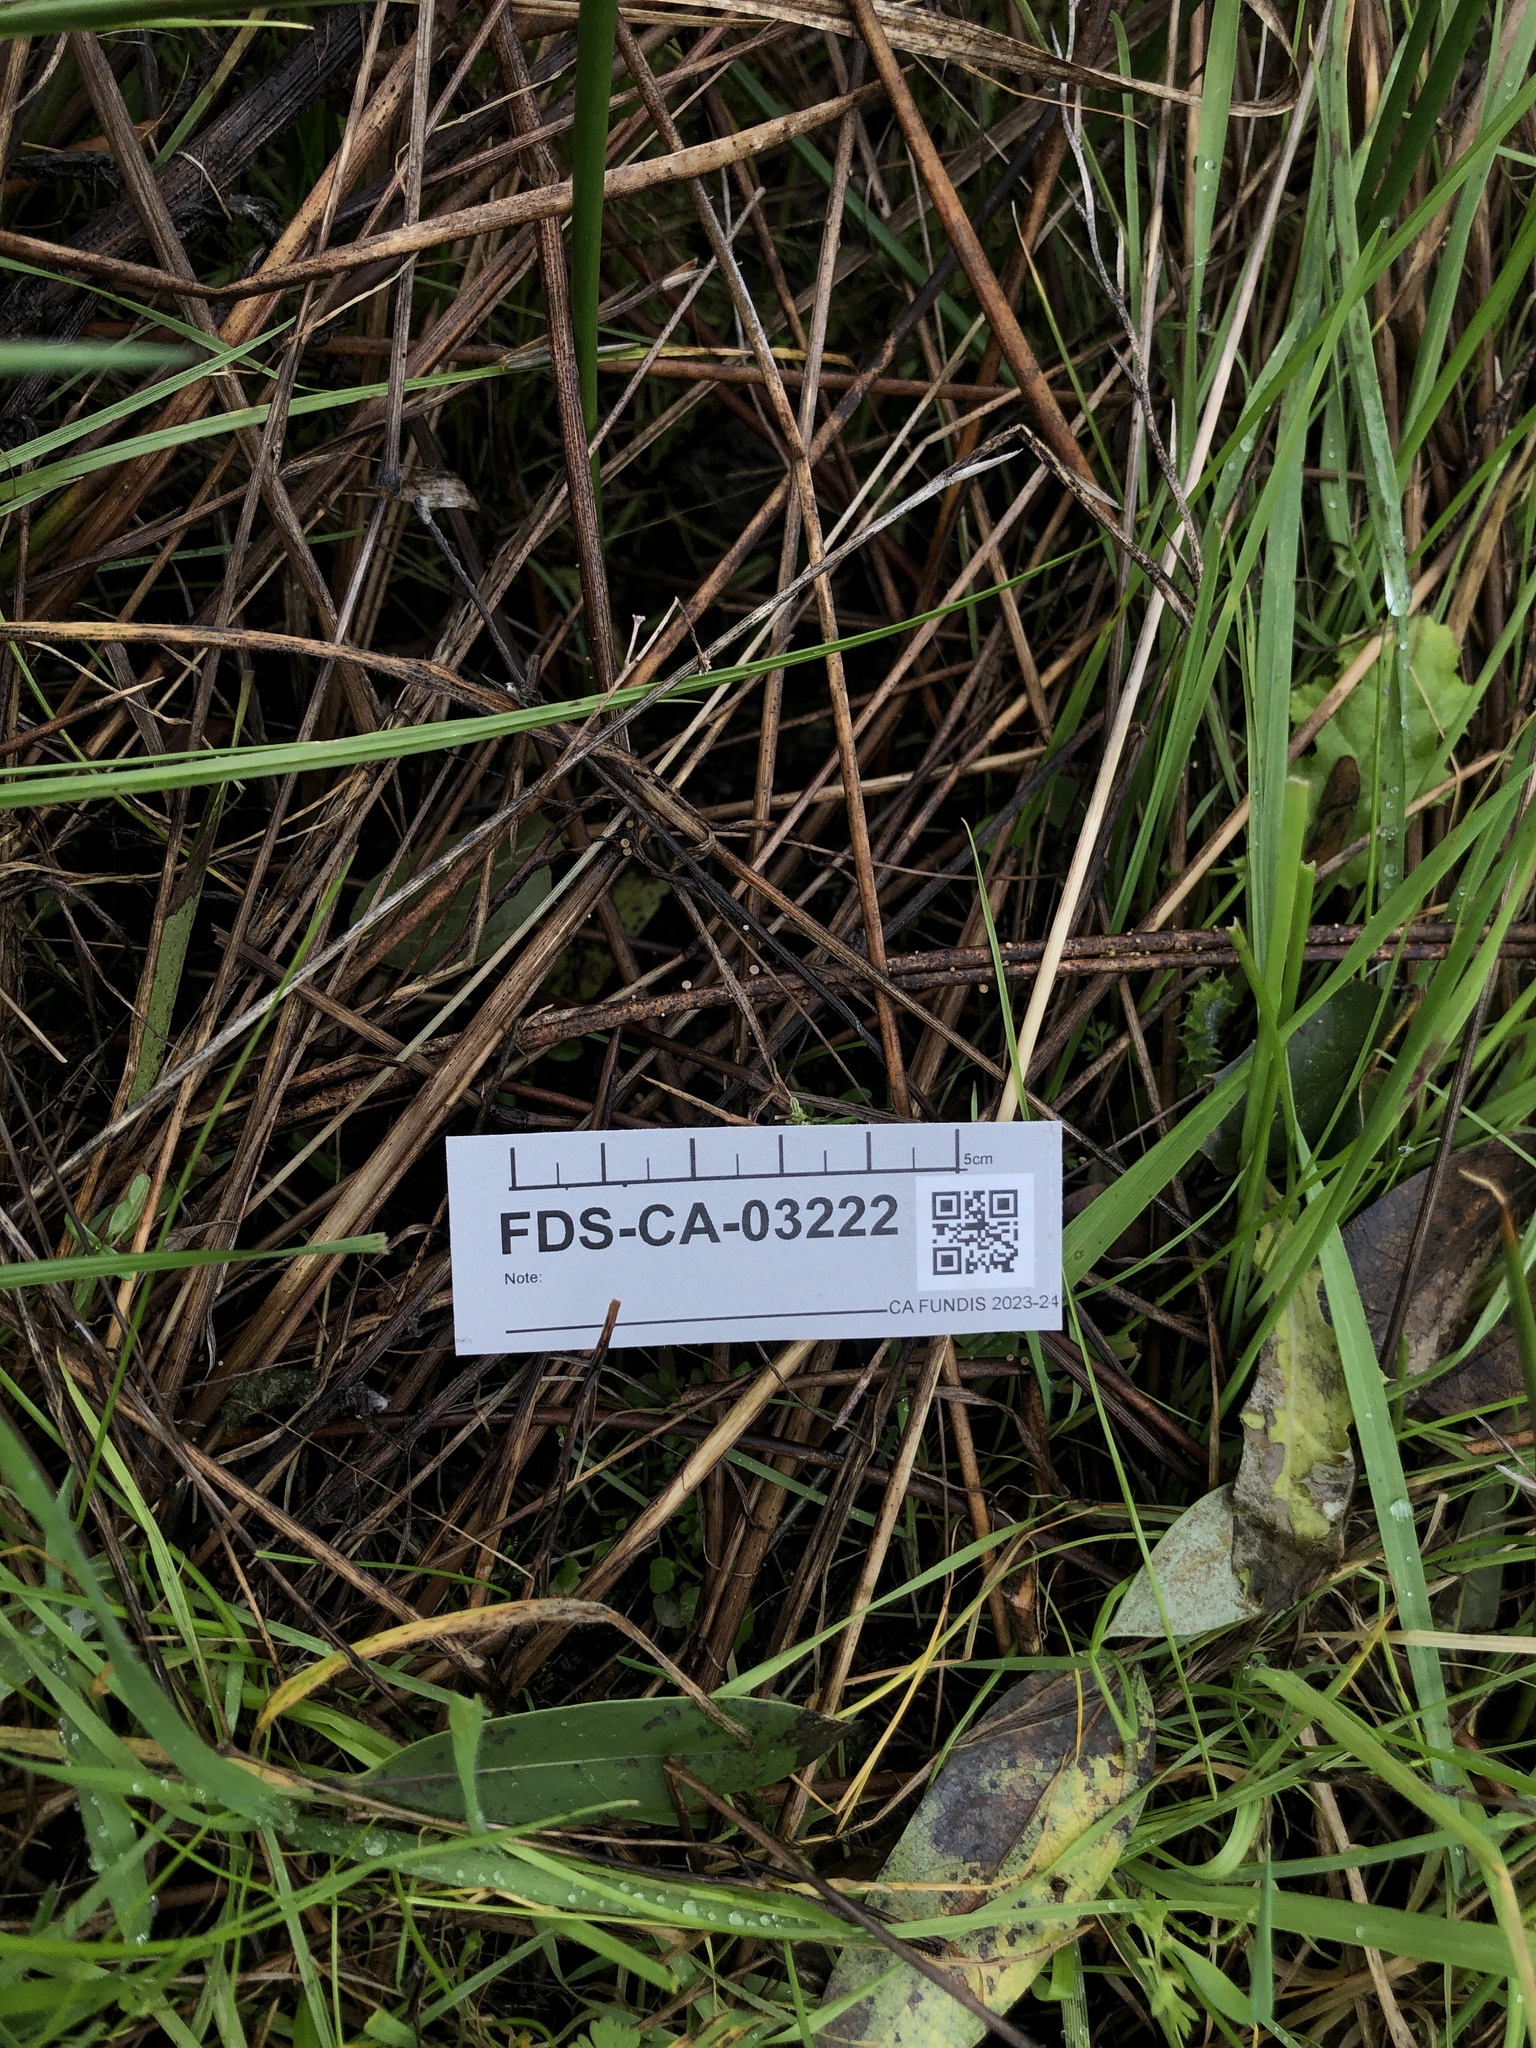 5cm
FDS-CA-03222
Note:
CA FUNDIS 2023-24